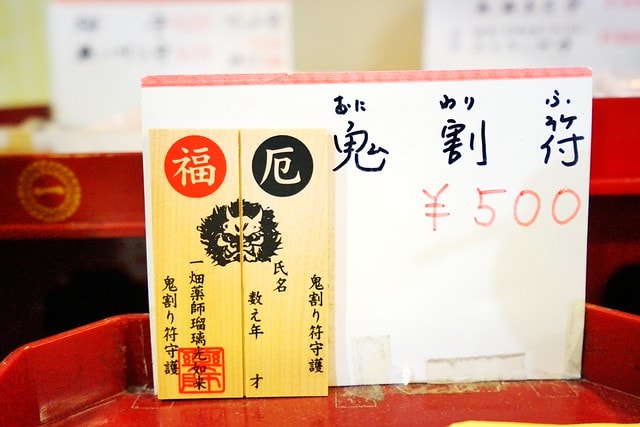 おに わり ふ
鬼 割 符
￥500
福
厄
鬼割り符守護
氏名
数え年 才
一畑薬師瑠璃光如来
鬼割り符守護